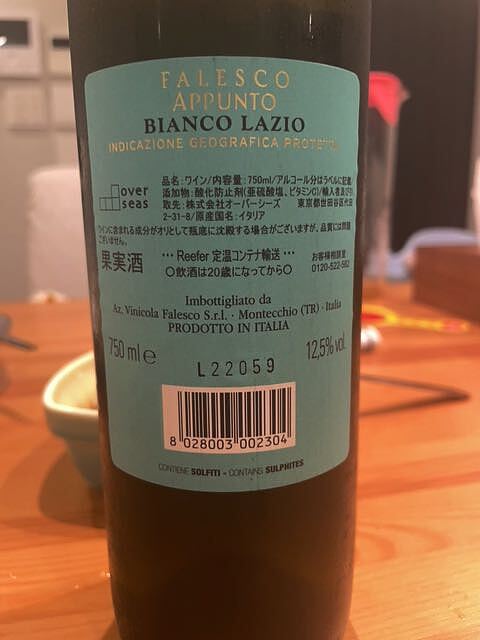 FALESCO
APPUNTO
BIANCO LAZIO
INDICAZIONE GEOGRAFICA PROTETTA
over
seas
品名:ワイン/内容量:750ml/アルコール分はラベルに記載
添加物:酸化防止剤(亜硫酸塩、ビタミンC)/輸入者及び引
取先:株式会社オーバーシーズ 東京都世田谷区代田
2-31-8/原産国名:イタリア
ワインに含まれる成分がオリとして瓶底に沈殿する場合がございますが、品質には問題
ございません。
果実酒
… Reefer 定温コンテナ輸送 …
○飲酒は20歳になってから○
お客様相談室
0120-522-582
Imbottigliato da
Az. Vinicola Falesco S.r.l. · Montecchio (TR) · Italia
PRODOTTO IN ITALIA
750 ml e
12,5% vol.
L22059
8 028003 002304
CONTIENE SOLFITI - CONTAINS SULPHITES